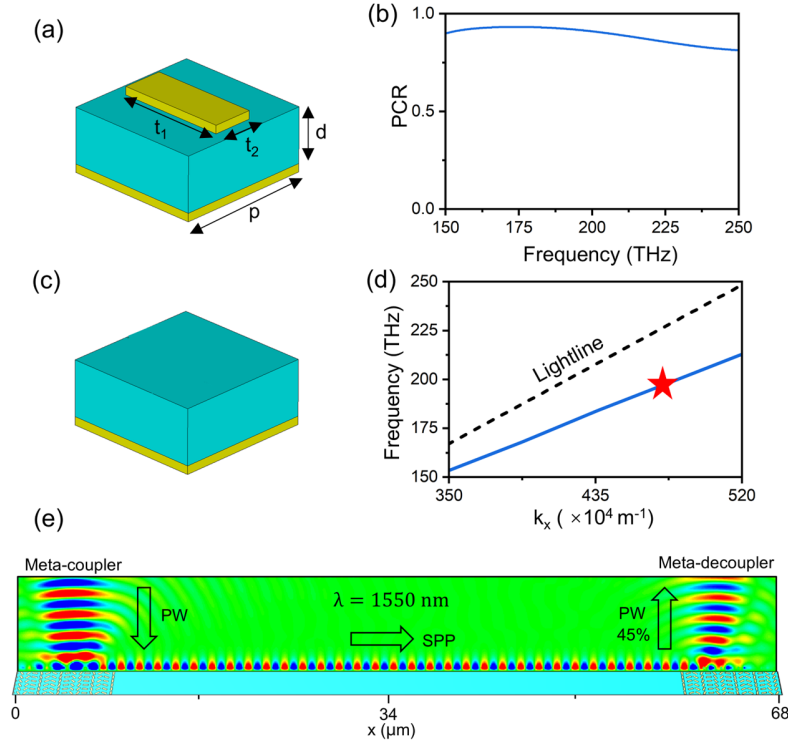 (a)
t₁
t₂
d
p
(b)
PCR
1.0
0.5
0.0
150 175 200 225 250
Frequency (THz)
(c)
(d)
Frequency (THz)
250
225
200
175
150
Lightline
350 435 520
kₓ ( ×10⁴ m⁻¹)
(e)
Meta-coupler
Meta-decoupler
λ = 1550 nm
PW
SPP
PW
45%
0 34 68
x (μm)